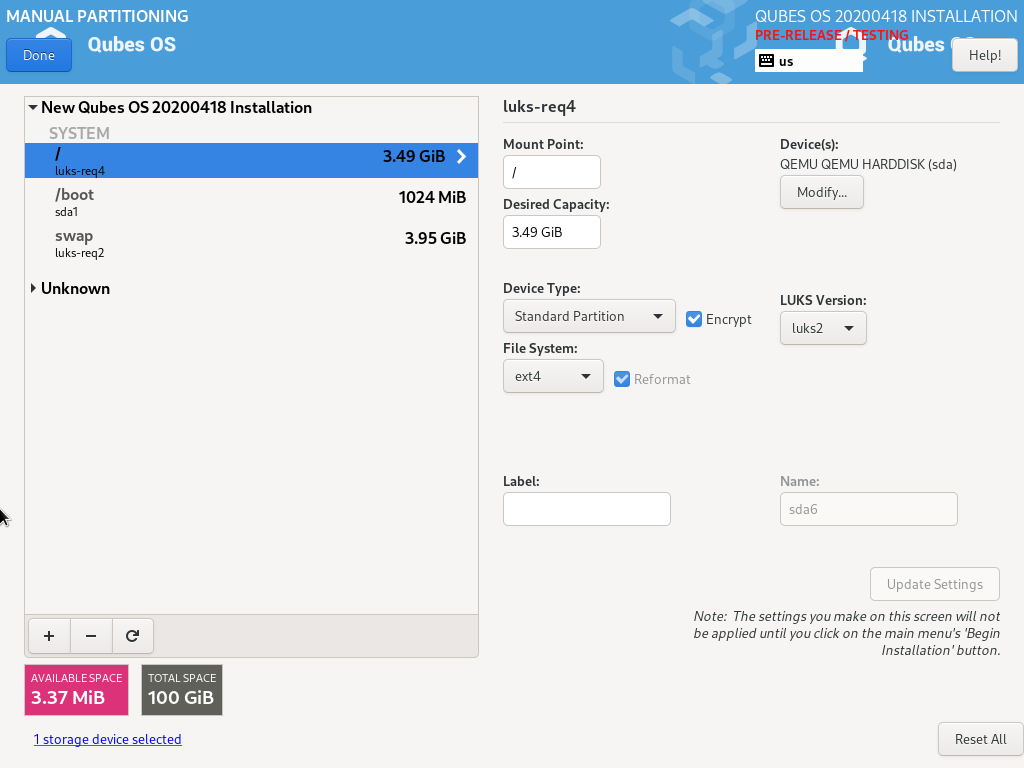 MANUAL PARTITIONING
QUBES OS 20200418 INSTALLATION
PRE-RELEASE / TESTING
Qubes OS
Qubes
Done
us
Help!
New Qubes OS 20200418 Installation
SYSTEM
/
3.49 GiB
luks-req4
/boot
1024 MiB
sda1
swap
3.95 GiB
luks-req2
Unknown
+ −
AVAILABLE SPACE
3.37 MiB
TOTAL SPACE
100 GiB
1 storage device selected
luks-req4
Mount Point:
/
Device(s):
QEMU QEMU HARDDISK (sda)
Modify...
Desired Capacity:
3.49 GiB
Device Type:
Standard Partition
Encrypt
LUKS Version:
luks2
File System:
ext4
Reformat
Label:
Name:
sda6
Update Settings
Note: The settings you make on this screen will not
be applied until you click on the main menu's 'Begin
Installation' button.
Reset All